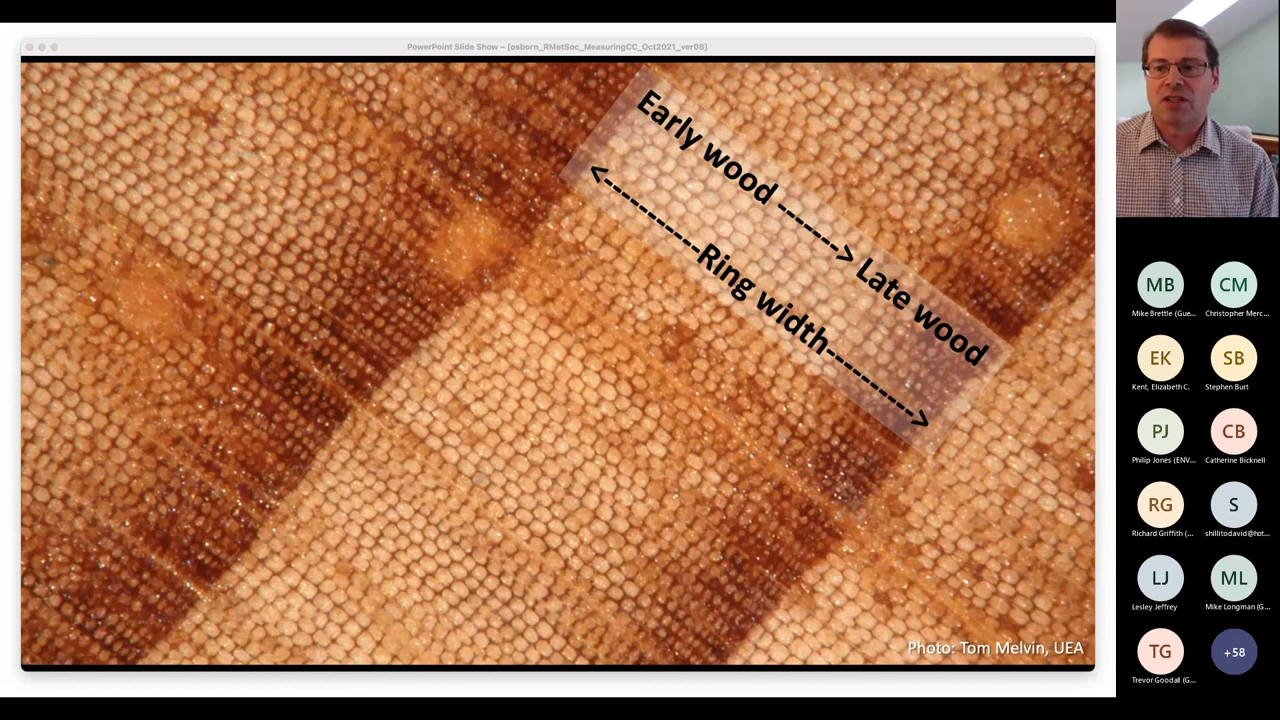 PowerPoint Slide Show - [osborn_RMetSoc_MeasuringCC_Oct2021_ver08]
Early wood -----> Late wood
<-------Ring width------->
Photo: Tom Melvin, UEA
MB
CM
Mike Brettle (Gue...
Christopher Merc...
EK
SB
Kent, Elizabeth C.
Stephen Burt
PJ
CB
Philip Jones (ENV...
Catherine Bicknell
RG
S
Richard Griffith (...
shillitodavid@hot...
LJ
ML
Lesley Jeffrey
Mike Longman (G...
TG
+58
Trevor Goodall (G...